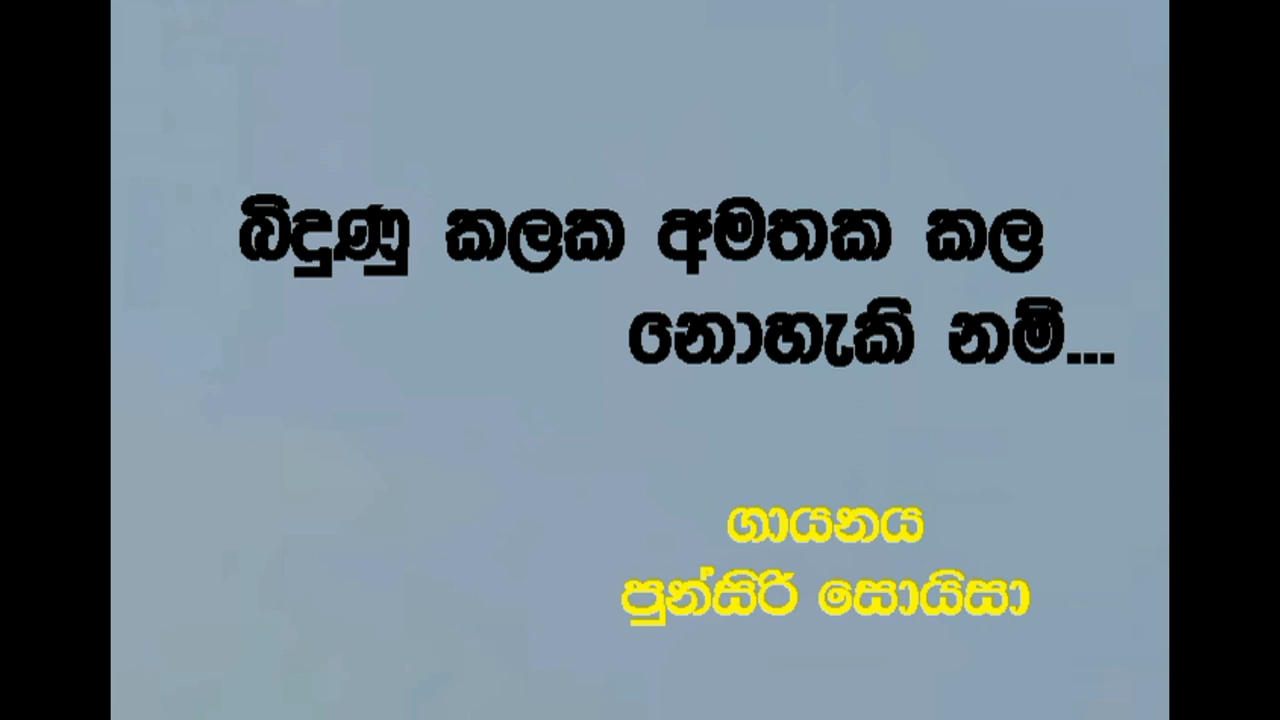 බිදුණු කලක අමතක කල
නොහැකි නම්...
ගායනය
පුන්සිරි සොයිසා